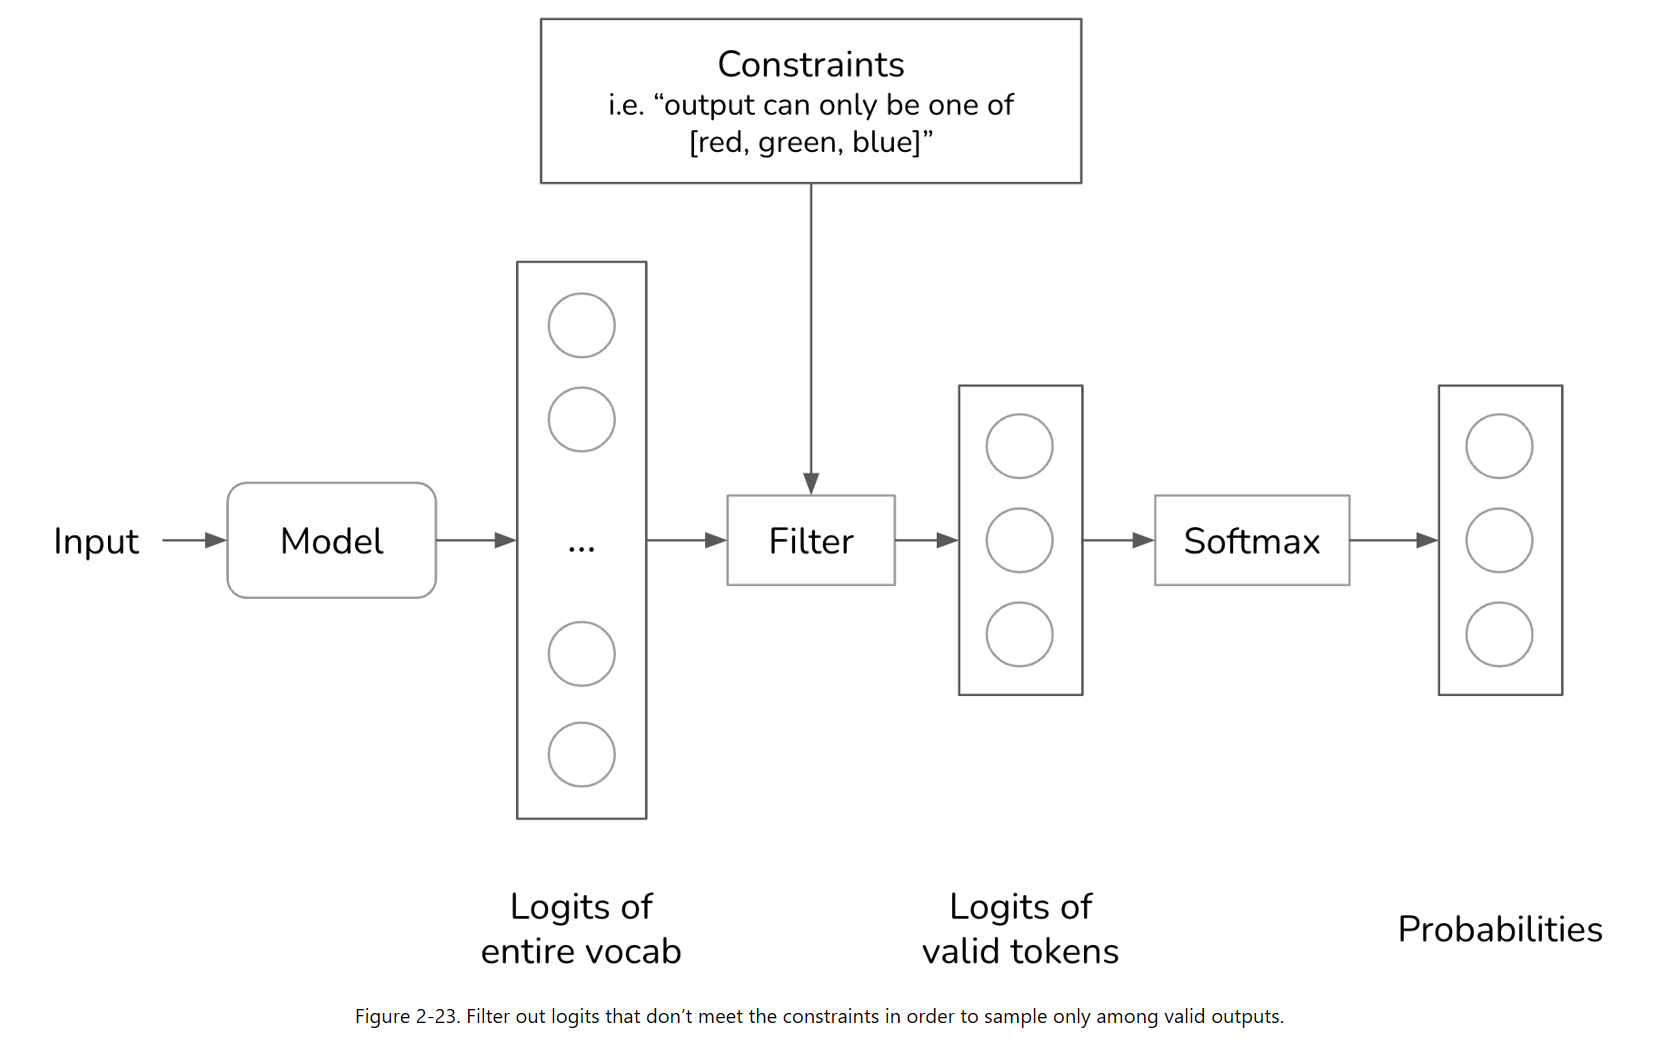 Constraints
i.e. “output can only be one of
[red, green, blue]”
Input
Model
...
Filter
Softmax
Logits of
entire vocab
Logits of
valid tokens
Probabilities
Figure 2-23. Filter out logits that don’t meet the constraints in order to sample only among valid outputs.